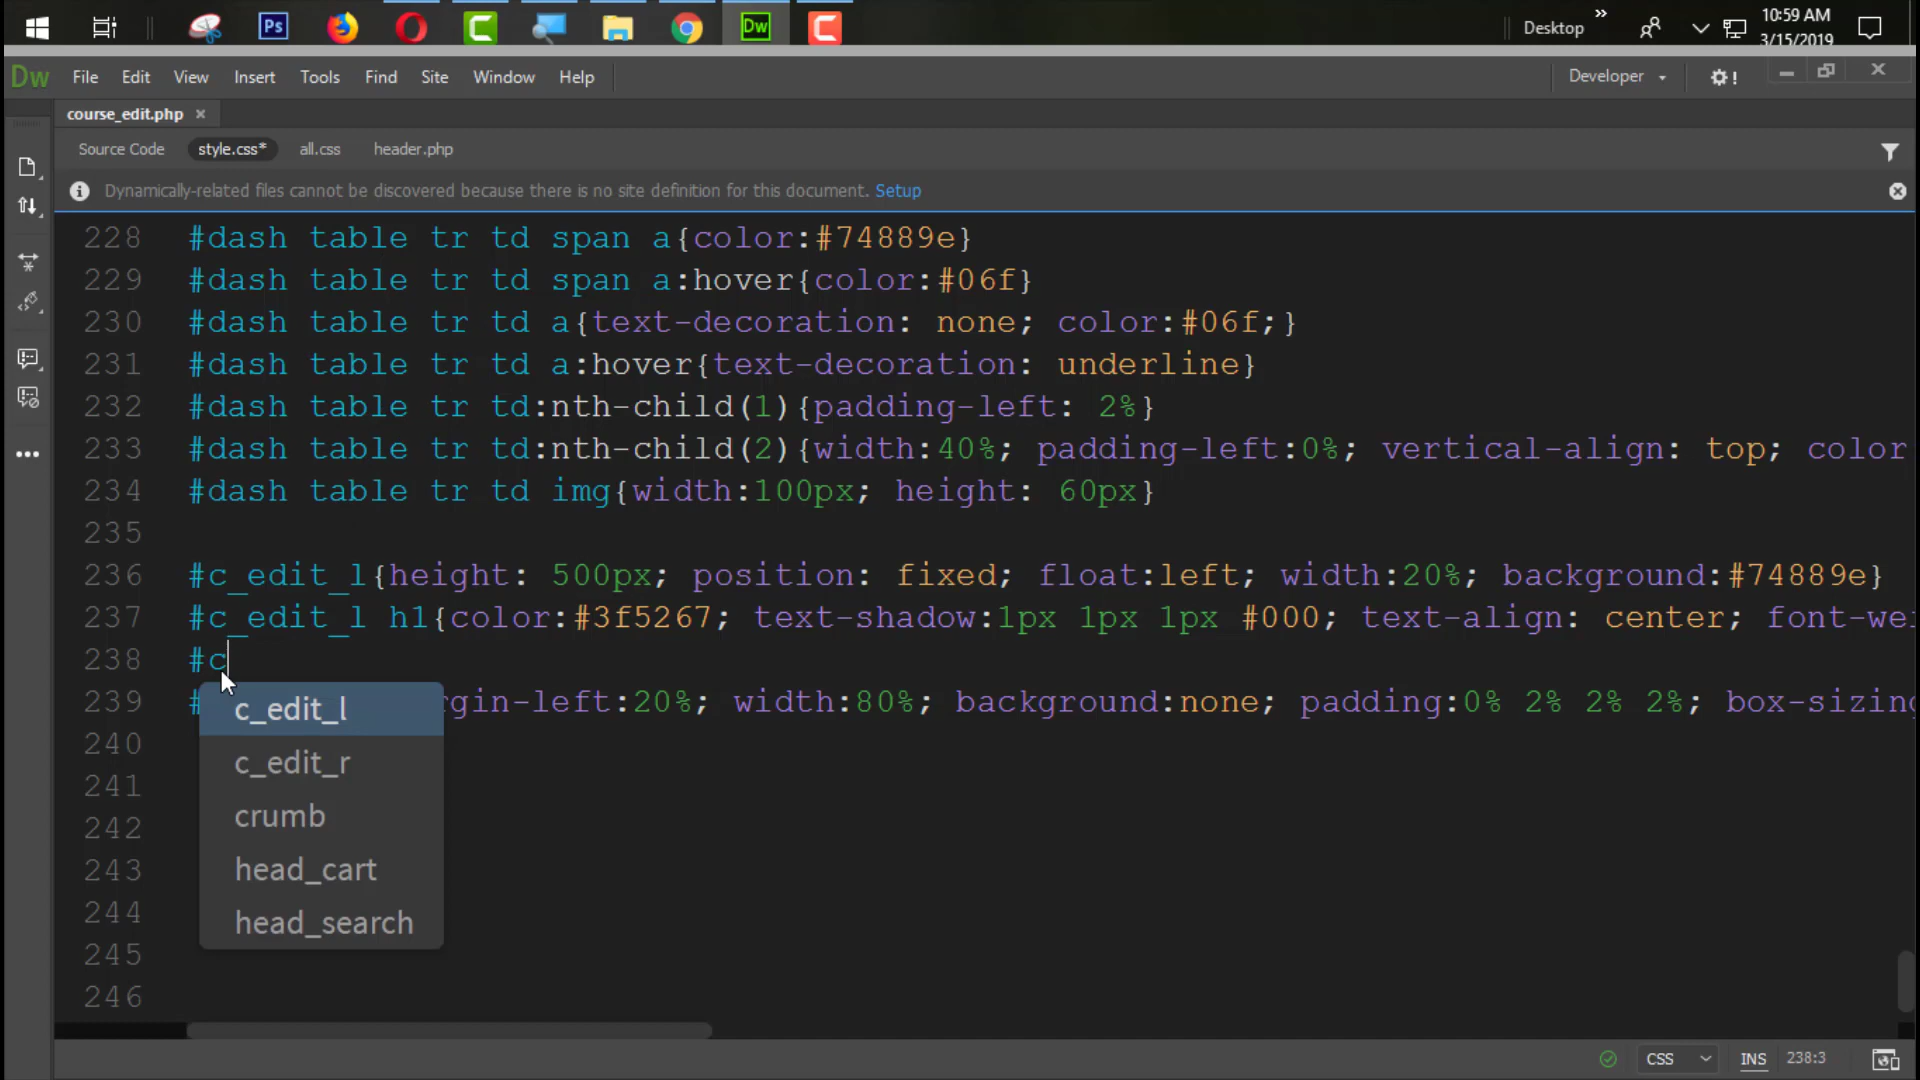 Ps
Dw
Desktop
»
10:59 AM
3/15/2019
Dw File Edit View Insert Tools Find Site Window Help
Developer
course_edit.php ×
Source Code style.css* all.css header.php
Dynamically-related files cannot be discovered because there is no site definition for this document. Setup
228 #dash table tr td span a{color:#74889e}
229 #dash table tr td span a:hover{color:#06f}
230 #dash table tr td a{text-decoration: none; color:#06f;}
231 #dash table tr td a:hover{text-decoration: underline}
232 #dash table tr td:nth-child(1){padding-left: 2%}
233 #dash table tr td:nth-child(2){width:40%; padding-left:0%; vertical-align: top; color
234 #dash table tr td img{width:100px; height: 60px}
235
236 #c_edit_l{height: 500px; position: fixed; float:left; width:20%; background:#74889e}
237 #c_edit_l h1{color:#3f5267; text-shadow:1px 1px 1px #000; text-align: center; font-wei
238 #c
239 # rgin-left:20%; width:80%; background:none; padding:0% 2% 2% 2%; box-sizing
c_edit_l
240
c_edit_r
241
crumb
242
head_cart
243
244
head_search
245
246
CSS INS 238:3